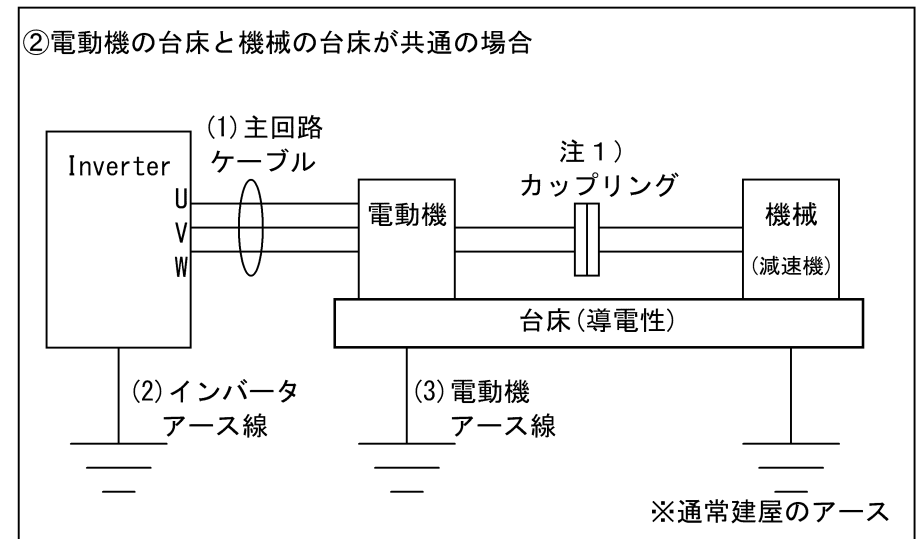 ②電動機の台床と機械の台床が共通の場合
(1)主回路
ケーブル
Inverter
U
V
W
電動機
注１)
カップリング
機械
(減速機)
台床(導電性)
(2)インバータ
アース線
(3)電動機
アース線
※通常建屋のアース